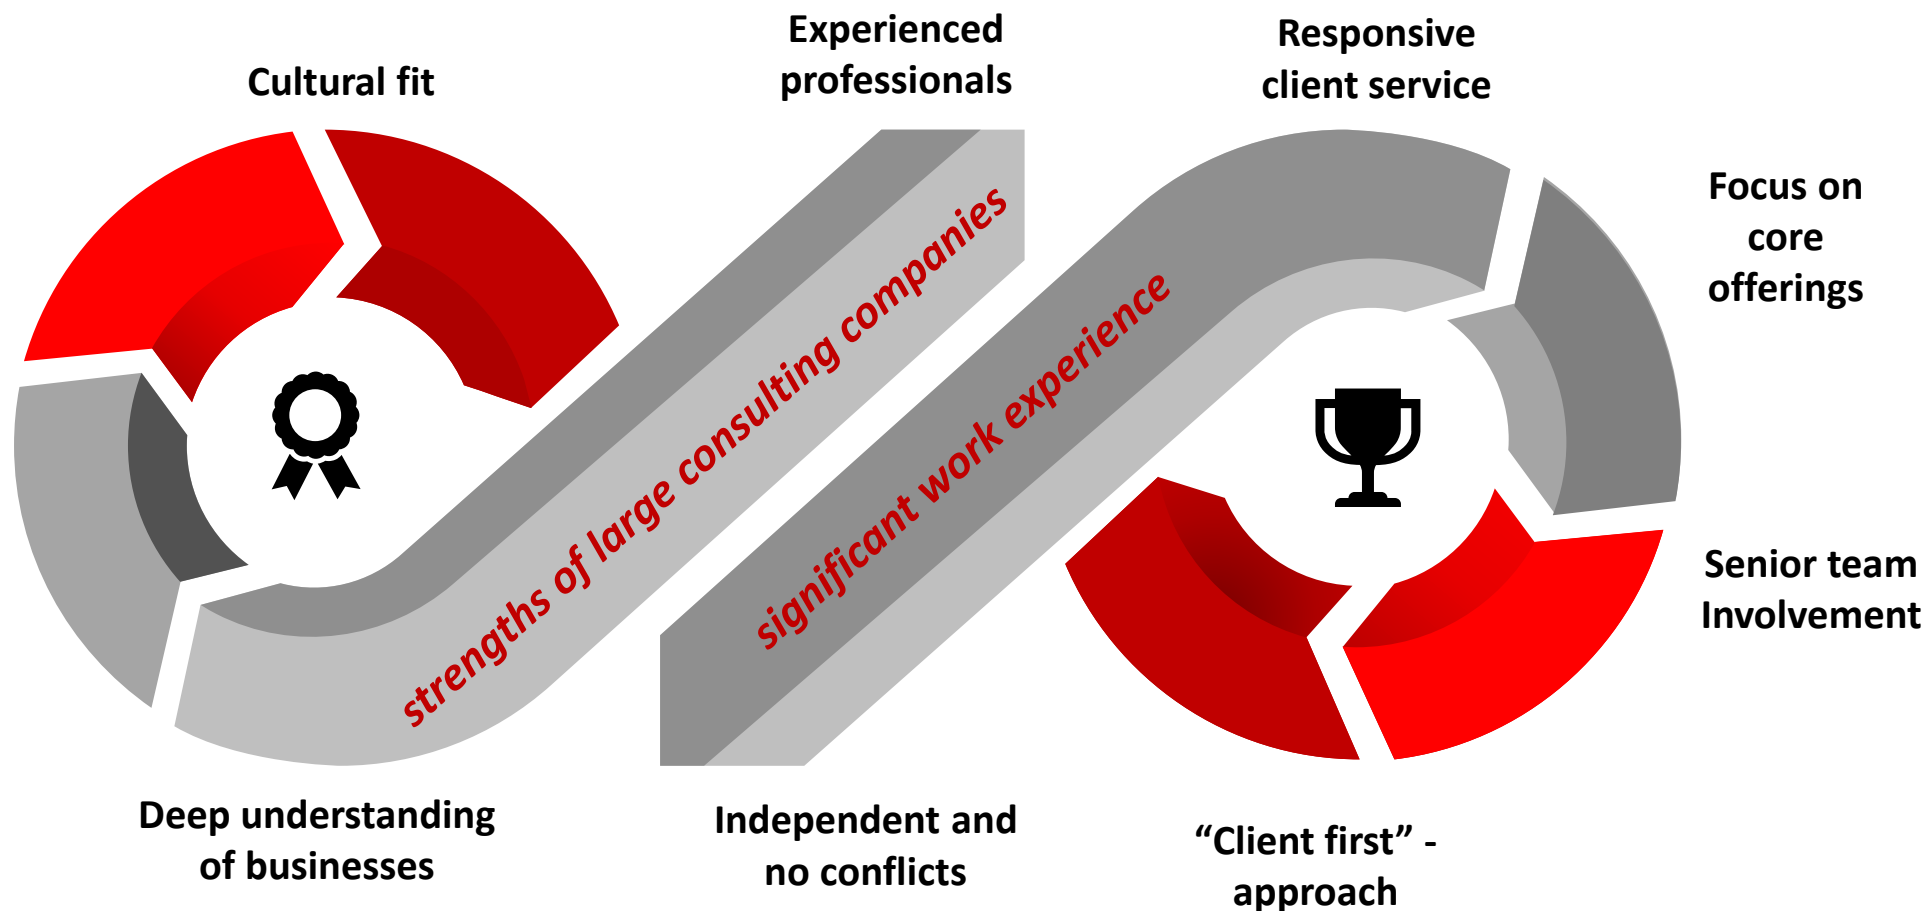 Cultural fit
Experienced
professionals
Responsive
client service
Focus on
core
offerings
strengths of large consulting companies
significant work experience
Senior team
Involvement
Deep understanding
of businesses
Independent and
no conflicts
“Client first” -
approach